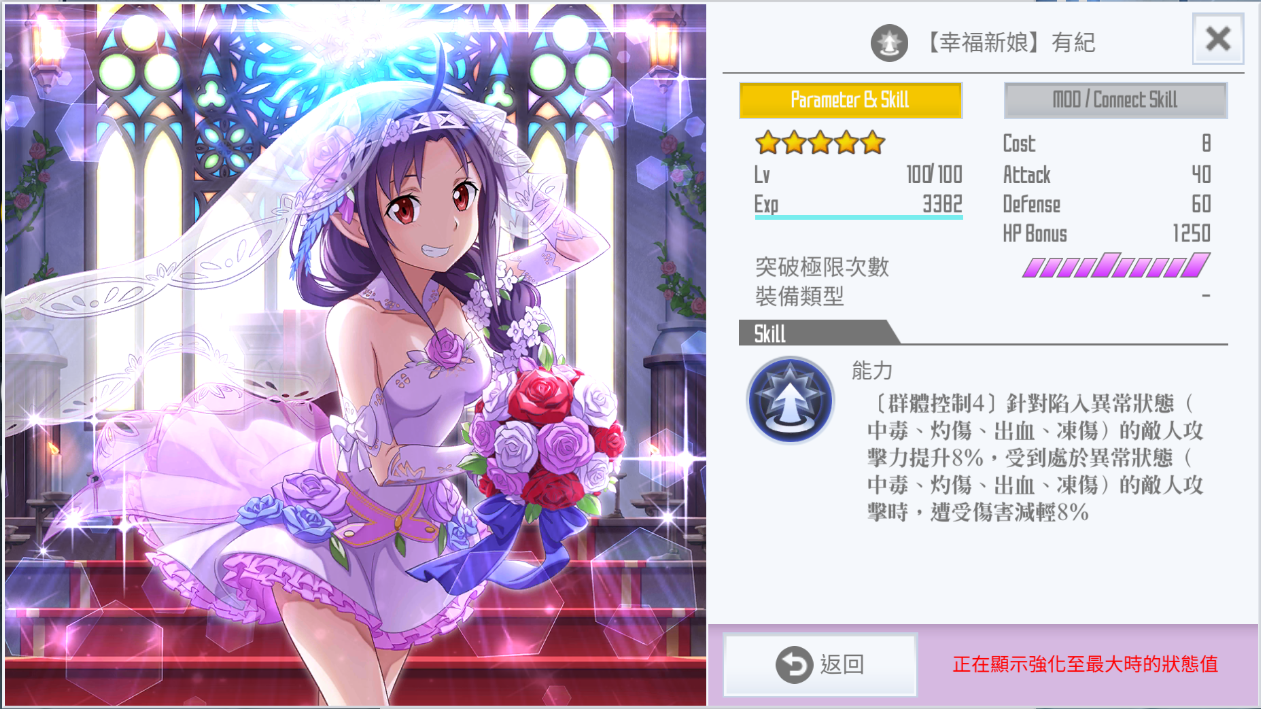 【幸福新娘】有紀
Parameter & Skill
MOD / Connect Skill
Lv 100/100
Exp 3382
Cost 8
Attack 40
Defense 60
HP Bonus 1250
突破極限次數
裝備類型 -
Skill
能力
〔群體控制4〕針對陷入異常狀態（
中毒、灼傷、出血、凍傷）的敵人攻
擊力提升8%，受到處於異常狀態（
中毒、灼傷、出血、凍傷）的敵人攻
擊時，遭受傷害減輕8%
返回
正在顯示強化至最大時的狀態值